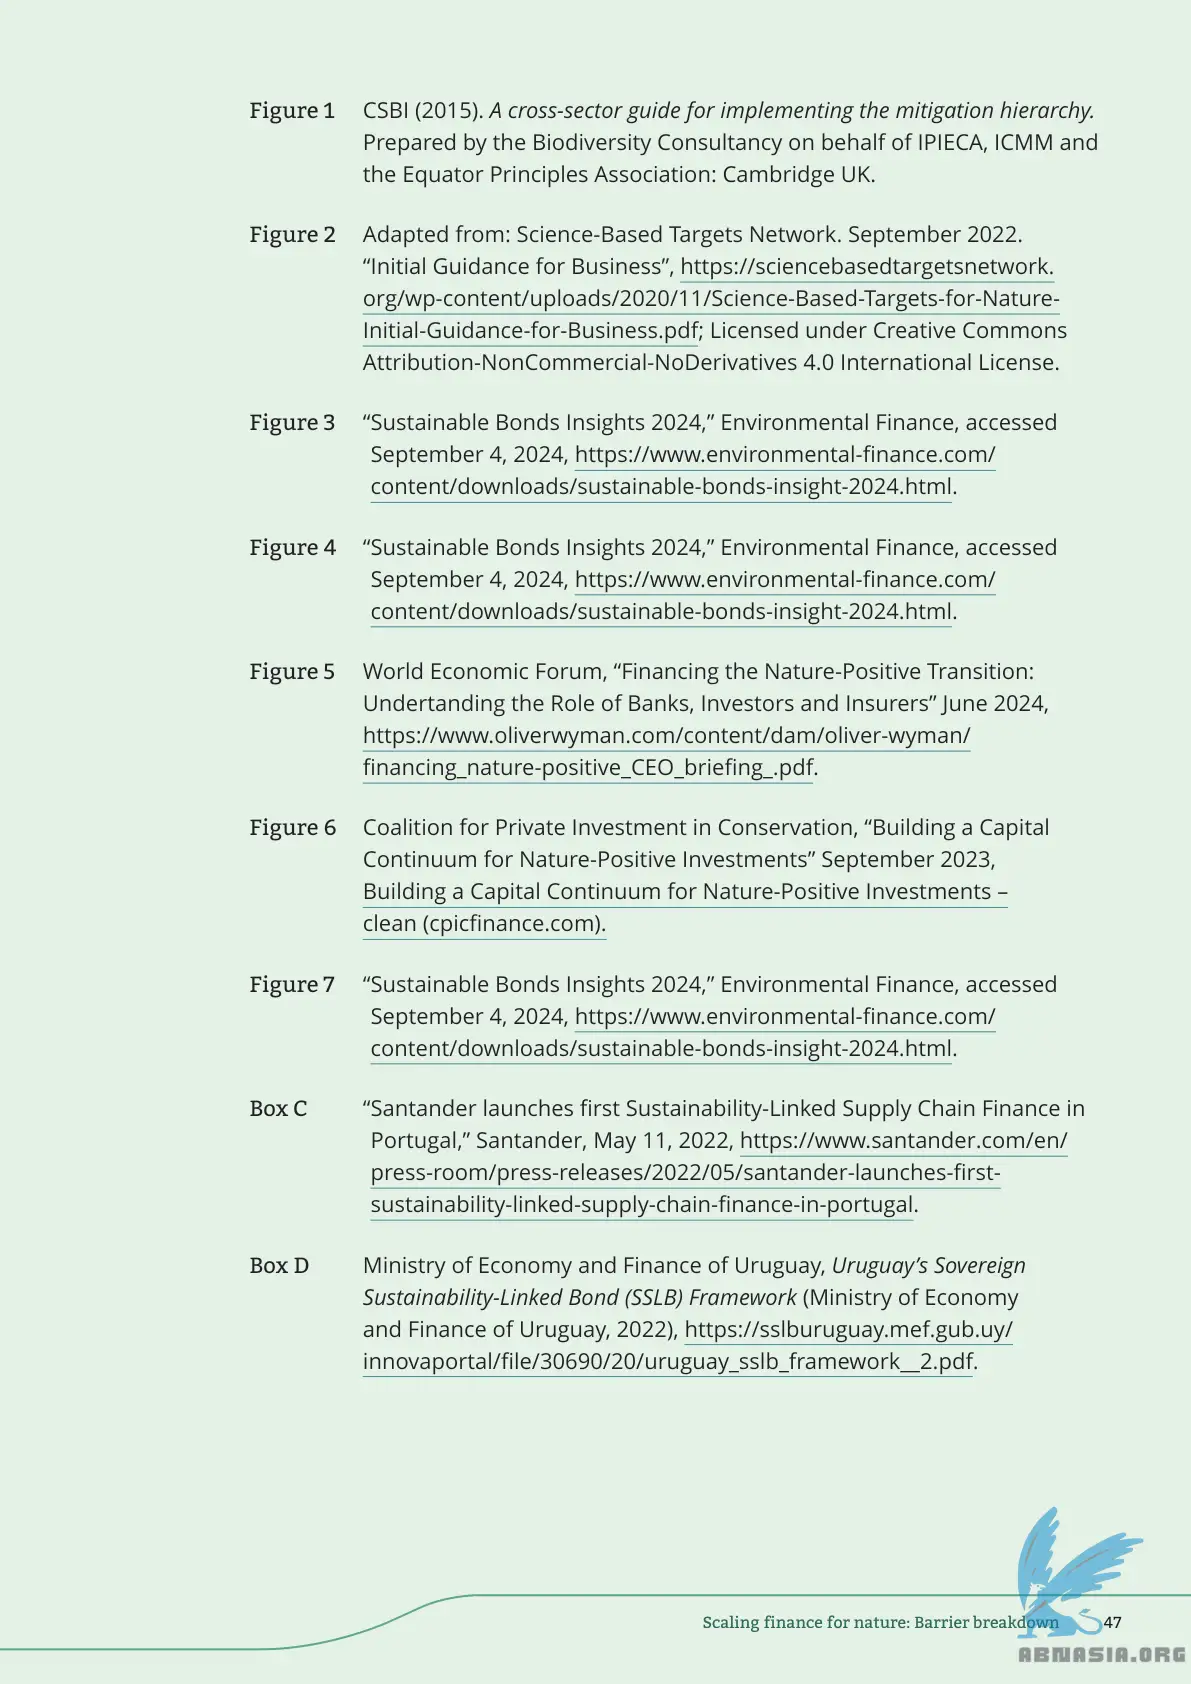 Figure 1 CSBI (2015). A cross-sector guide for implementing the mitigation hierarchy.
Prepared by the Biodiversity Consultancy on behalf of IPIECA, ICMM and
the Equator Principles Association: Cambridge UK.
Figure 2 Adapted from: Science-Based Targets Network. September 2022.
“Initial Guidance for Business”, https://sciencebasedtargetsnetwork.
org/wp-content/uploads/2020/11/Science-Based-Targets-for-Nature-
Initial-Guidance-for-Business.pdf; Licensed under Creative Commons
Attribution-NonCommercial-NoDerivatives 4.0 International License.
Figure 3 “Sustainable Bonds Insights 2024,” Environmental Finance, accessed
September 4, 2024, https://www.environmental-finance.com/
content/downloads/sustainable-bonds-insight-2024.html.
Figure 4 “Sustainable Bonds Insights 2024,” Environmental Finance, accessed
September 4, 2024, https://www.environmental-finance.com/
content/downloads/sustainable-bonds-insight-2024.html.
Figure 5 World Economic Forum, “Financing the Nature-Positive Transition:
Undertanding the Role of Banks, Investors and Insurers” June 2024,
https://www.oliverwyman.com/content/dam/oliver-wyman/
financing_nature-positive_CEO_briefing_.pdf.
Figure 6 Coalition for Private Investment in Conservation, “Building a Capital
Continuum for Nature-Positive Investments” September 2023,
Building a Capital Continuum for Nature-Positive Investments –
clean (cpicfinance.com).
Figure 7 “Sustainable Bonds Insights 2024,” Environmental Finance, accessed
September 4, 2024, https://www.environmental-finance.com/
content/downloads/sustainable-bonds-insight-2024.html.
Box C “Santander launches first Sustainability-Linked Supply Chain Finance in
Portugal,” Santander, May 11, 2022, https://www.santander.com/en/
press-room/press-releases/2022/05/santander-launches-first-
sustainability-linked-supply-chain-finance-in-portugal.
Box D Ministry of Economy and Finance of Uruguay, Uruguay’s Sovereign
Sustainability-Linked Bond (SSLB) Framework (Ministry of Economy
and Finance of Uruguay, 2022), https://sslburuguay.mef.gub.uy/
innovaportal/file/30690/20/uruguay_sslb_framework__2.pdf.
Scaling finance for nature: Barrier breakdown 47
ABNASIA.ORG